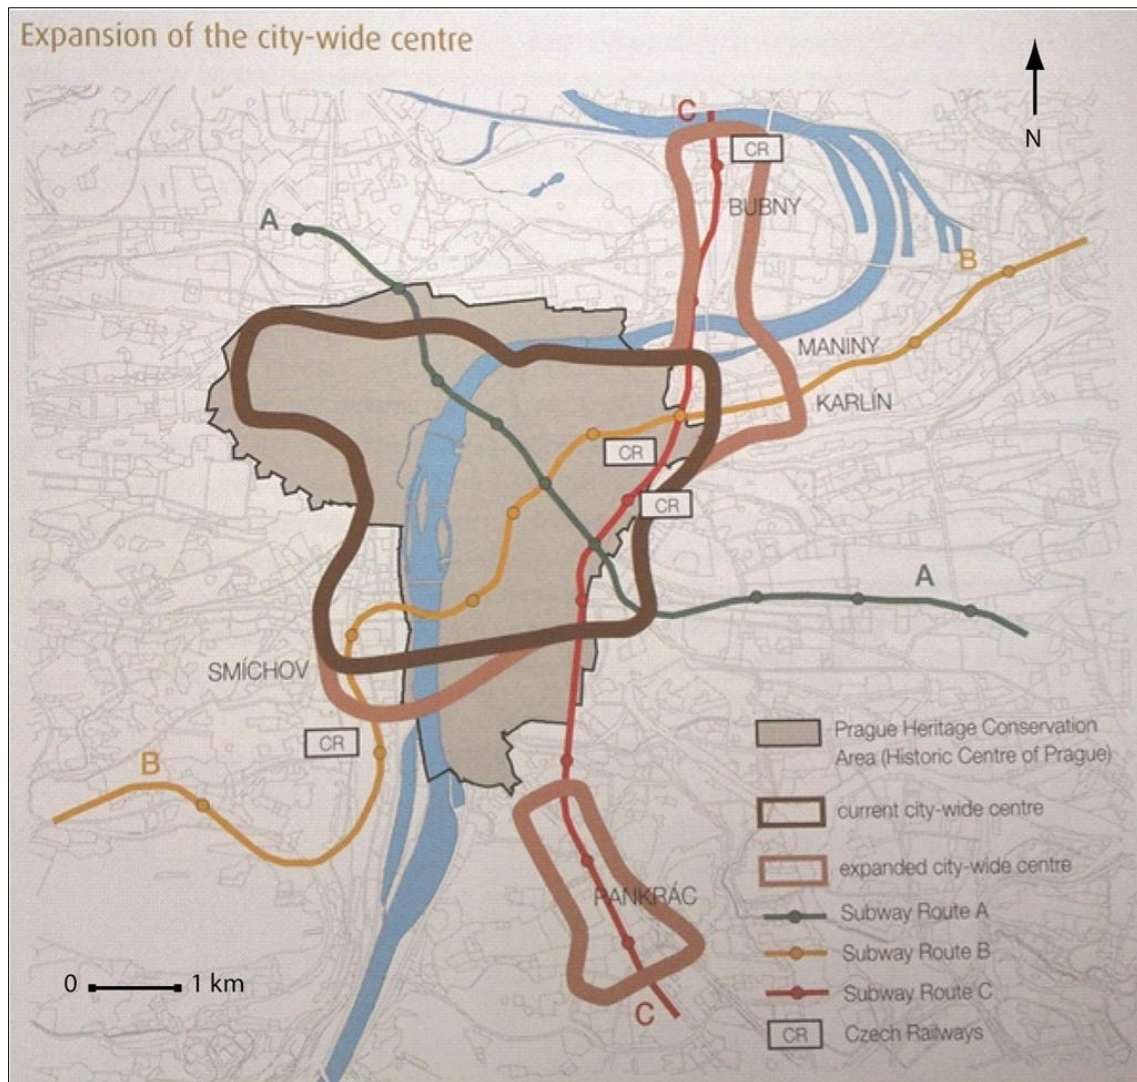 Expansion of the city-wide centre
N
C
CR
BUBNY
A
B
MANINY
KARLÍN
CR
CR
A
SMÍCHOV
CR
B
PANKRÁC
C
0 1 km
Prague Heritage Conservation
Area (Historic Centre of Prague)
current city-wide centre
expanded city-wide centre
Subway Route A
Subway Route B
Subway Route C
CR Czech Railways